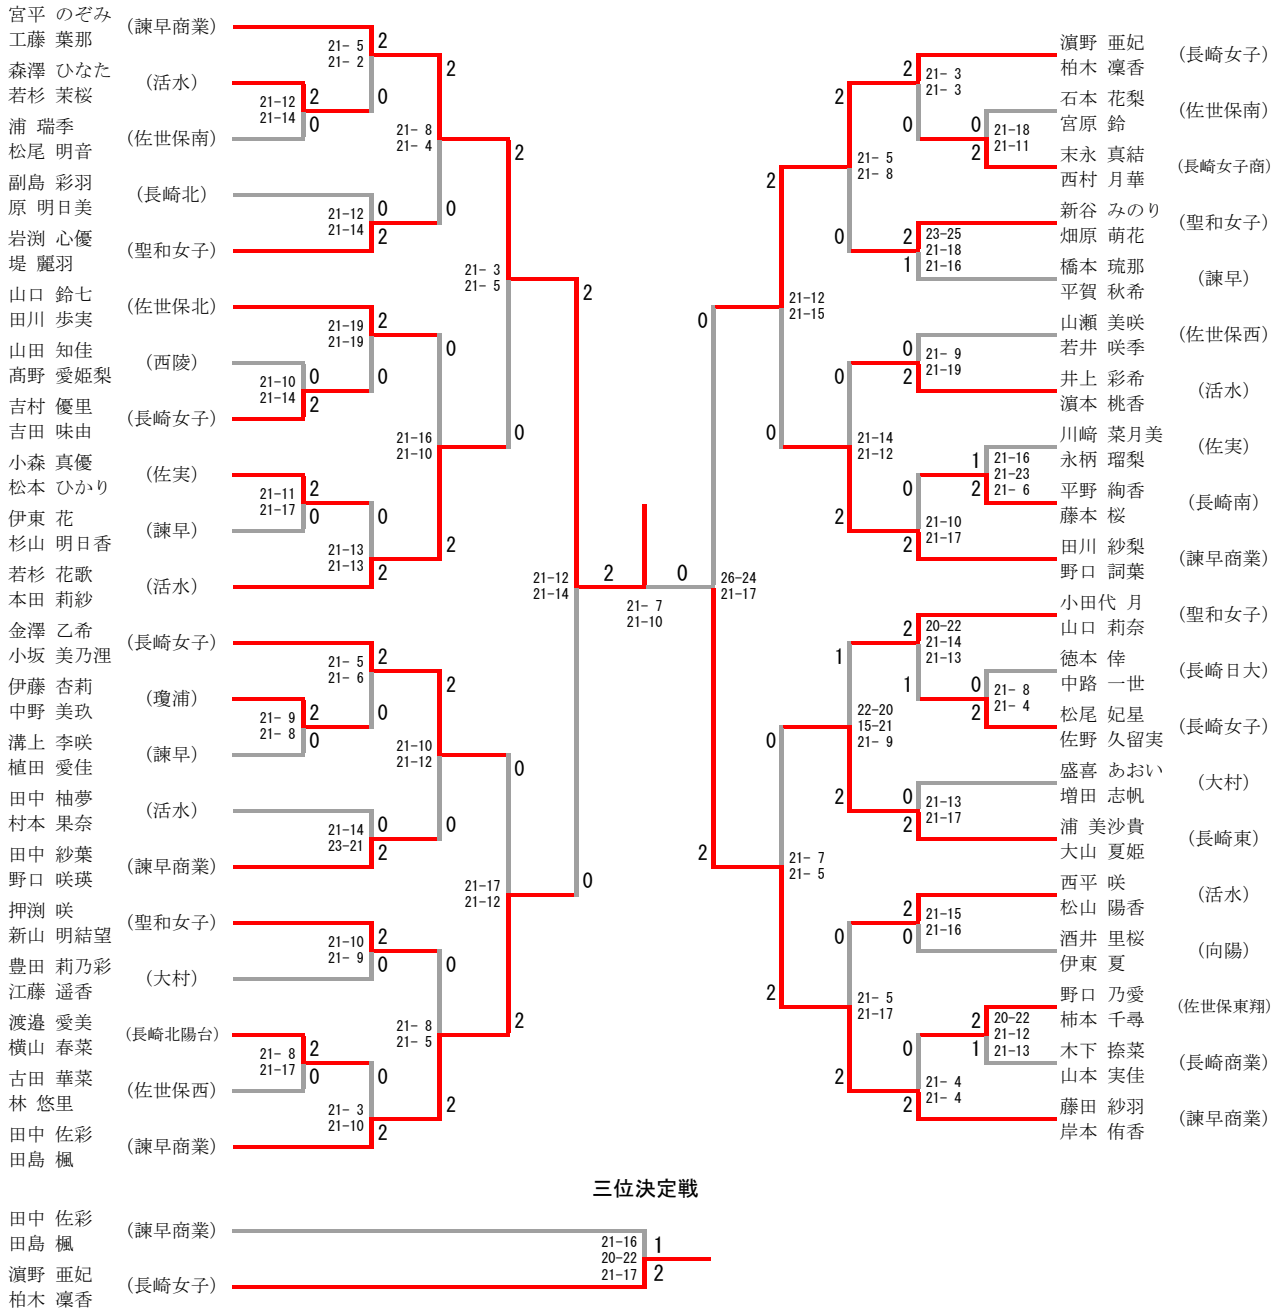 宮平 のぞみ
工藤 葉那
(諫早商業)
森澤 ひなた
若杉 茉桜
(活水)
浦 瑞季
松尾 明音
(佐世保南)
副島 彩羽
原 明日美
(長崎北)
岩渕 心優
堤 麗羽
(聖和女子)
山口 鈴七
田川 歩実
(佐世保北)
山田 知佳
髙野 愛姫梨
(西陵)
吉村 優里
吉田 味由
(長崎女子)
小森 真優
松本 ひかり
(佐実)
伊東 花
杉山 明日香
(諫早)
若杉 花歌
本田 莉紗
(活水)
金澤 乙希
小坂 美乃浬
(長崎女子)
伊藤 杏莉
中野 美玖
(瓊浦)
溝上 李咲
植田 愛佳
(諫早)
田中 柚夢
村本 果奈
(活水)
田中 紗葉
野口 咲瑛
(諫早商業)
押渕 咲
新山 明結望
(聖和女子)
豊田 莉乃彩
江藤 遥香
(大村)
渡邉 愛美
横山 春菜
(長崎北陽台)
古田 華菜
林 悠里
(佐世保西)
田中 佐彩
田島 楓
(諫早商業)
21-12
21-14
2
0
21-10
21-14
0
2
21-11
21-17
2
0
21- 9
21- 8
2
0
21- 8
21-17
2
0
21- 5
21- 2
2
0
21-12
21-14
0
2
21-19
21-19
2
0
21-13
21-13
0
2
21- 5
21- 6
2
0
21-14
23-21
0
2
21-10
21- 9
2
0
21- 3
21-10
0
2
21- 8
21- 4
2
0
21-16
21-10
0
2
21-10
21-12
2
0
21- 8
21- 5
0
2
21- 3
21- 5
2
0
21-17
21-12
0
2
21-12
21-14
2
0
2
0
21- 7
21-10
濵野 亜妃
柏木 凜香
(長崎女子)
石本 花梨
宮原 鈴
(佐世保南)
末永 真結
西村 月華
(長崎女子商)
新谷 みのり
畑原 萌花
(聖和女子)
橋本 琉那
平賀 秋希
(諫早)
山瀬 美咲
若井 咲季
(佐世保西)
井上 彩希
濵本 桃香
(活水)
川﨑 菜月美
永柄 瑠梨
(佐実)
平野 絢香
藤本 桜
(長崎南)
田川 紗梨
野口 詞葉
(諫早商業)
小田代 月
山口 莉奈
(聖和女子)
徳本 倖
中路 一世
(長崎日大)
松尾 妃星
佐野 久留実
(長崎女子)
盛喜 あおい
増田 志帆
(大村)
浦 美沙貴
大山 夏姫
(長崎東)
西平 咲
松山 陽香
(活水)
酒井 里桜
伊東 夏
(向陽)
野口 乃愛
柿本 千尋
(佐世保東翔)
木下 捺菜
山本 実佳
(長崎商業)
藤田 紗羽
岸本 侑香
(諫早商業)
0
2
21-18
21-11
1
2
21-16
21-23
21- 6
0
2
21- 8
21- 4
2
1
20-22
21-12
21-13
2
0
21- 3
21- 3
2
1
23-25
21-18
21-16
0
2
21- 9
21-19
0
2
21-10
21-17
2
1
20-22
21-14
21-13
0
2
21-13
21-17
2
0
21-15
21-16
0
2
21- 4
21- 4
2
0
21- 5
21- 8
0
2
21-14
21-12
1
2
22-20
15-21
21- 9
0
2
21- 5
21-17
2
0
21-12
21-15
0
2
21- 7
21- 5
0
2
26-24
21-17
三位決定戦
田中 佐彩
田島 楓
(諫早商業)
濵野 亜妃
柏木 凜香
(長崎女子)
21-16
20-22
21-17
1
2